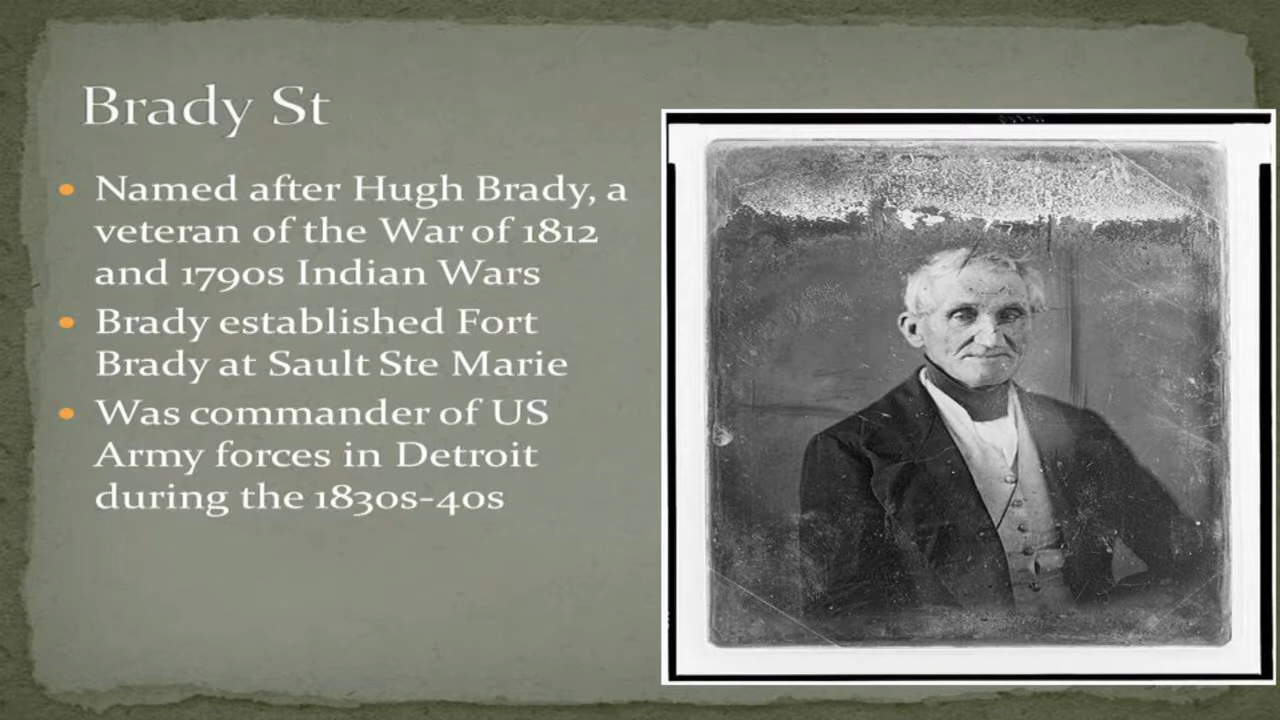 Brady St
Named after Hugh Brady, a
veteran of the War of 1812
and 1790s Indian Wars
Brady established Fort
Brady at Sault Ste Marie
Was commander of US
Army forces in Detroit
during the 1830s-40s